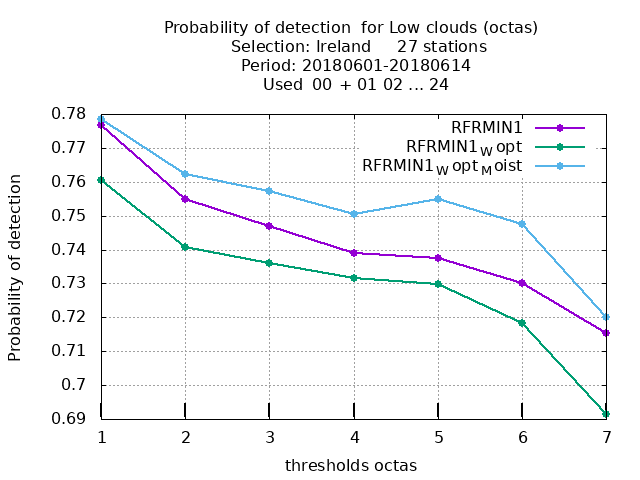 Probability of detection  for Low clouds (octas)
Selection: Ireland     27 stations
Period: 20180601-20180614
Used  00 + 01 02 ... 24
0.78
0.77
0.76
0.75
0.74
0.73
0.72
0.71
0.7
0.69
Probability of detection
RFRMIN1
RFRMIN1Wopt
RFRMIN1WoptMoist
1 2 3 4 5 6 7
thresholds octas